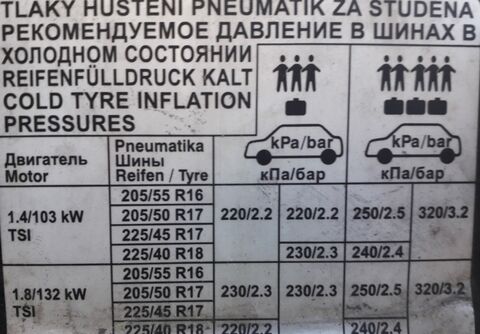 TLAKY HUSTENI PNEUMATIK ZA STUDENA
РЕКОМЕНДУЕМОЕ ДАВЛЕНИЕ В ШИНАХ В
ХОЛОДНОМ СОСТОЯНИИ
REIFENFÜLLDRUCK KALT
COLD TYRE INFLATION
PRESSURES
kPa/bar kPa/bar
кПа/бар кПа/бар
Двигатель
Motor
Pneumatika
Шины
Reifen / Tyre
1.4/103 kW
TSI
205/55 R16
205/50 R17 220/2.2 220/2.2 250/2.5 320/3.2
225/45 R17
225/40 R18 230/2.3 240/2.4
1.8/132 kW
TSI
205/55 R16
205/50 R17 230/2.3 230/2.3 250/2.5 320/3.2
225/45 R17
225/40 R18 220/2.2 240/2.4